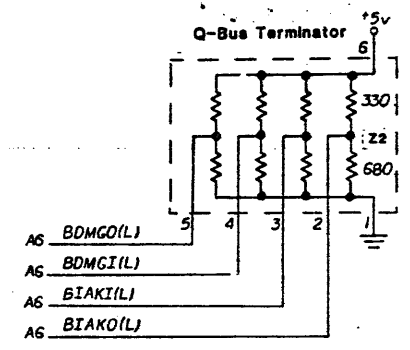 +5v
Q-Bus Terminator
6
330
Z2
680
5 4 3 2 1
A6 BDMGO(L)
A6 BDMGI(L)
A6 BIAKI(L)
A6 BIAKO(L)